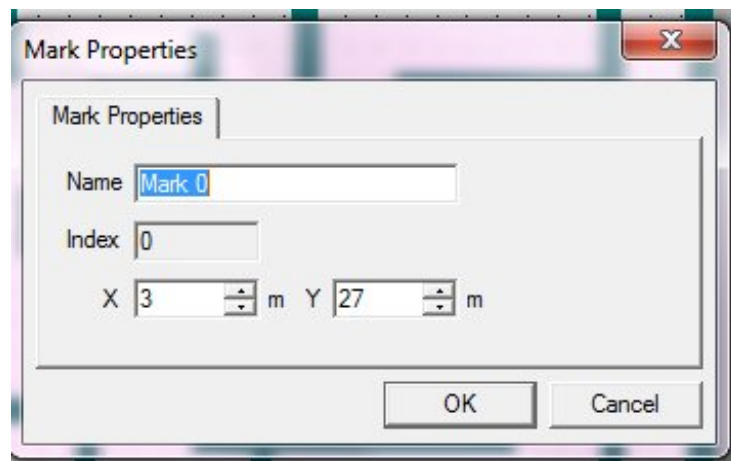 Mark Properties
Mark Properties
Name Mark 0
Index 0
X 3 m Y 27 m
OK Cancel